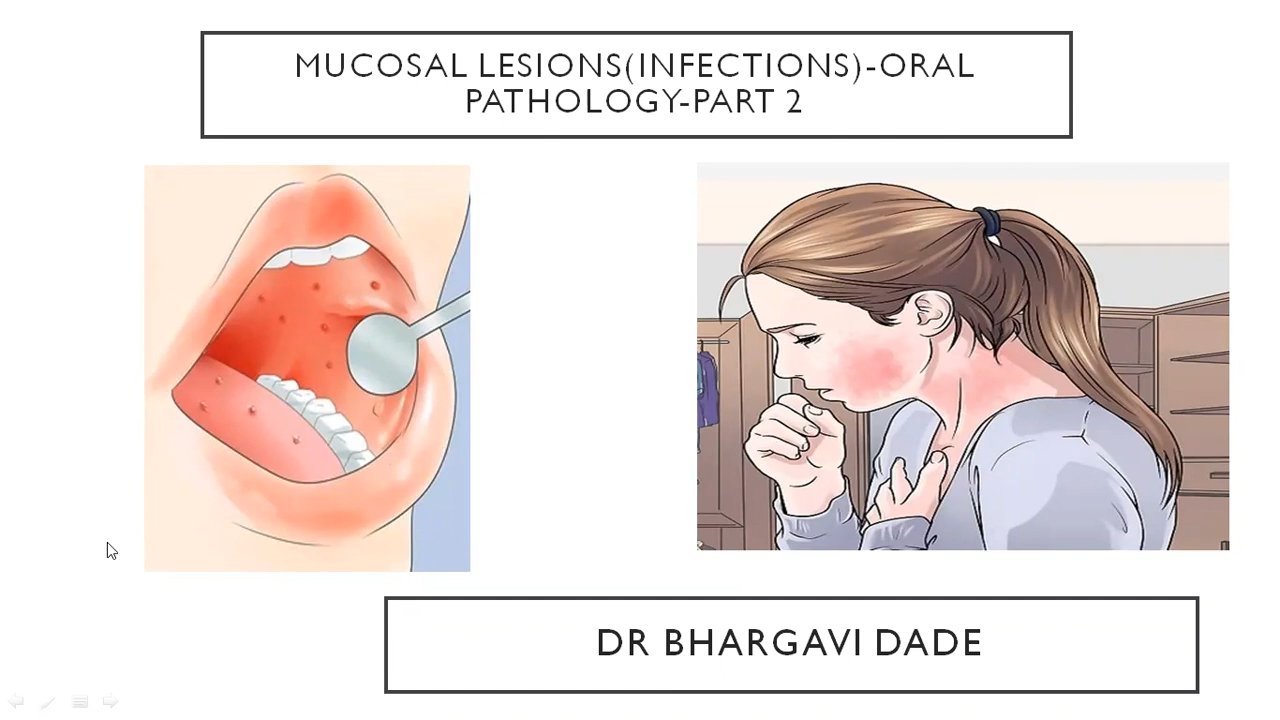 MUCOSAL LESIONS(INFECTIONS)-ORAL
PATHOLOGY-PART 2
DR BHARGAVI DADE